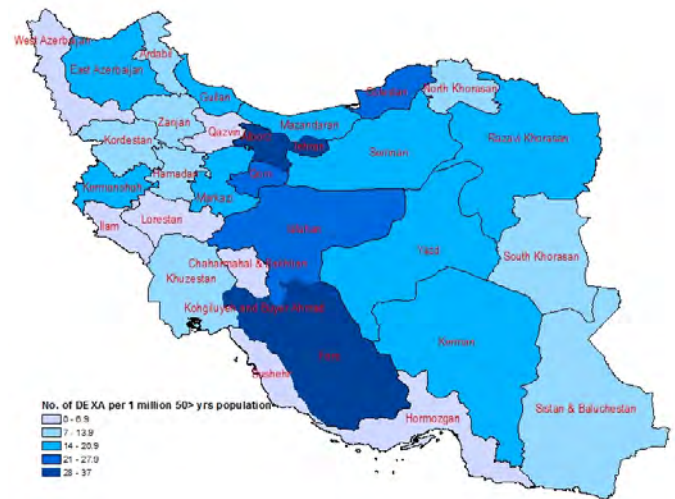 West Azerbaijan
East Azerbaijan
Ardabil
Guilan
Zanjan
Qazvin
Mazandaran
Golestan
North Khorasan
Razavi Khorasan
Kordestan
Hamadan
Tehran
Semnan
Kermanshah
Markazi
Qom
Ilam
Lorestan
Isfahan
Yazd
South Khorasan
Chaharmahal & Bakhtiari
Khuzestan
Kohgiluyeh and Boyer-Ahmad
Fars
Kerman
Bushehr
Hormozgan
Sistan & Baluchestan
No. of DEXA per 1 million 50> yrs population
0 - 6.9
7 - 13.9
14 - 20.9
21 - 27.9
28 - 37